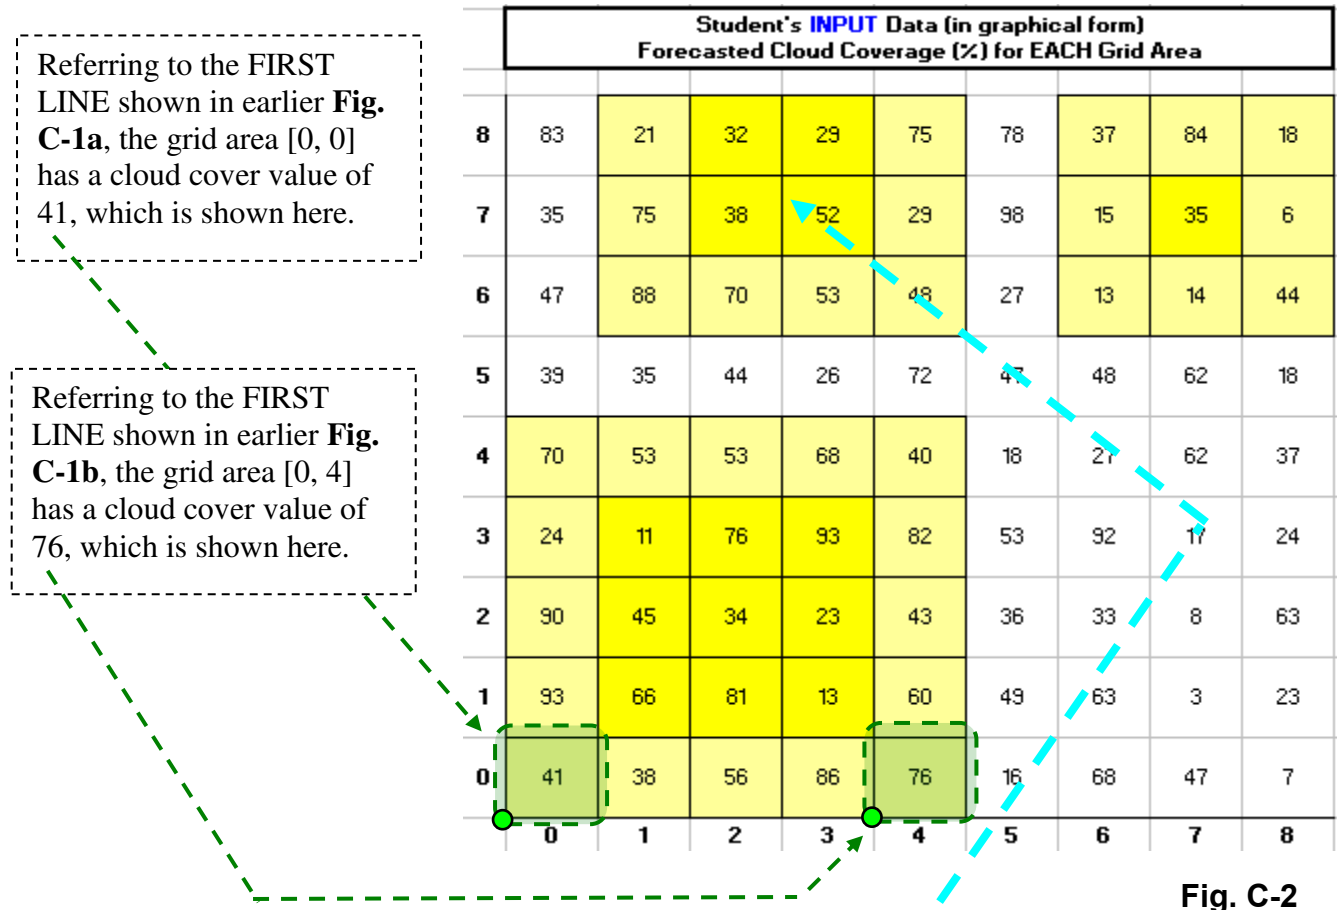 Student's INPUT Data (in graphical form)
Forecasted Cloud Coverage (%) for EACH Grid Area
Referring to the FIRST
LINE shown in earlier Fig.
C-1a, the grid area [0, 0]
has a cloud cover value of
41, which is shown here.
Referring to the FIRST
LINE shown in earlier Fig.
C-1b, the grid area [0, 4]
has a cloud cover value of
76, which is shown here.
8 83 21 32 29 75 78 37 84 18
7 35 75 38 52 29 98 15 35 6
6 47 88 70 53 48 27 13 14 44
5 39 35 44 26 72 47 48 62 18
4 70 53 53 68 40 18 27 62 37
3 24 11 76 93 82 53 92 17 24
2 90 45 34 23 43 36 33 8 63
1 93 66 81 13 60 49 63 3 23
0 41 38 56 86 76 16 68 47 7
0 1 2 3 4 5 6 7 8
Fig. C-2